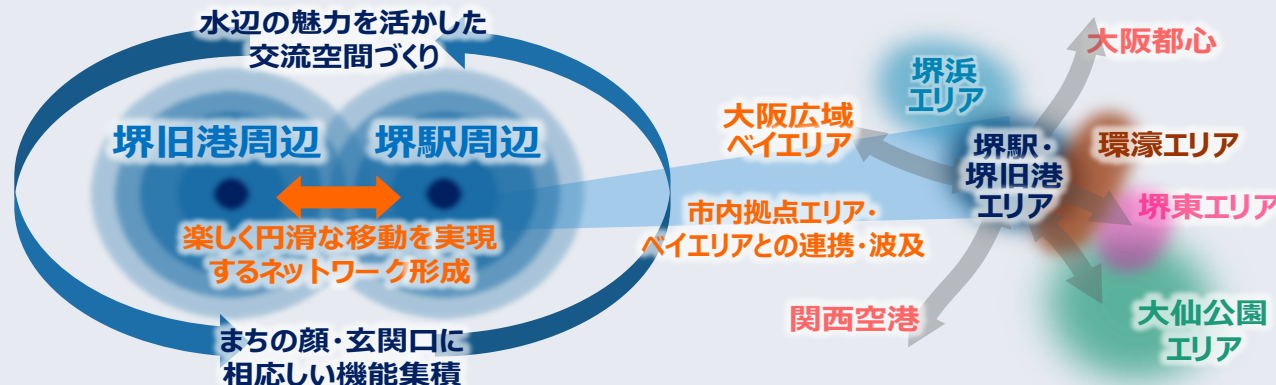 水辺の魅力を活かした
交流空間づくり
堺旧港周辺
堺駅周辺
楽しく円滑な移動を実現
するネットワーク形成
まちの顔・玄関口に
相応しい機能集積
大阪広域
ベイエリア
市内拠点エリア・
ベイエリアとの連携・波及
関西空港
堺浜
エリア
大阪都心
堺駅・
堺旧港
エリア
環濠エリア
堺東エリア
大仙公園
エリア